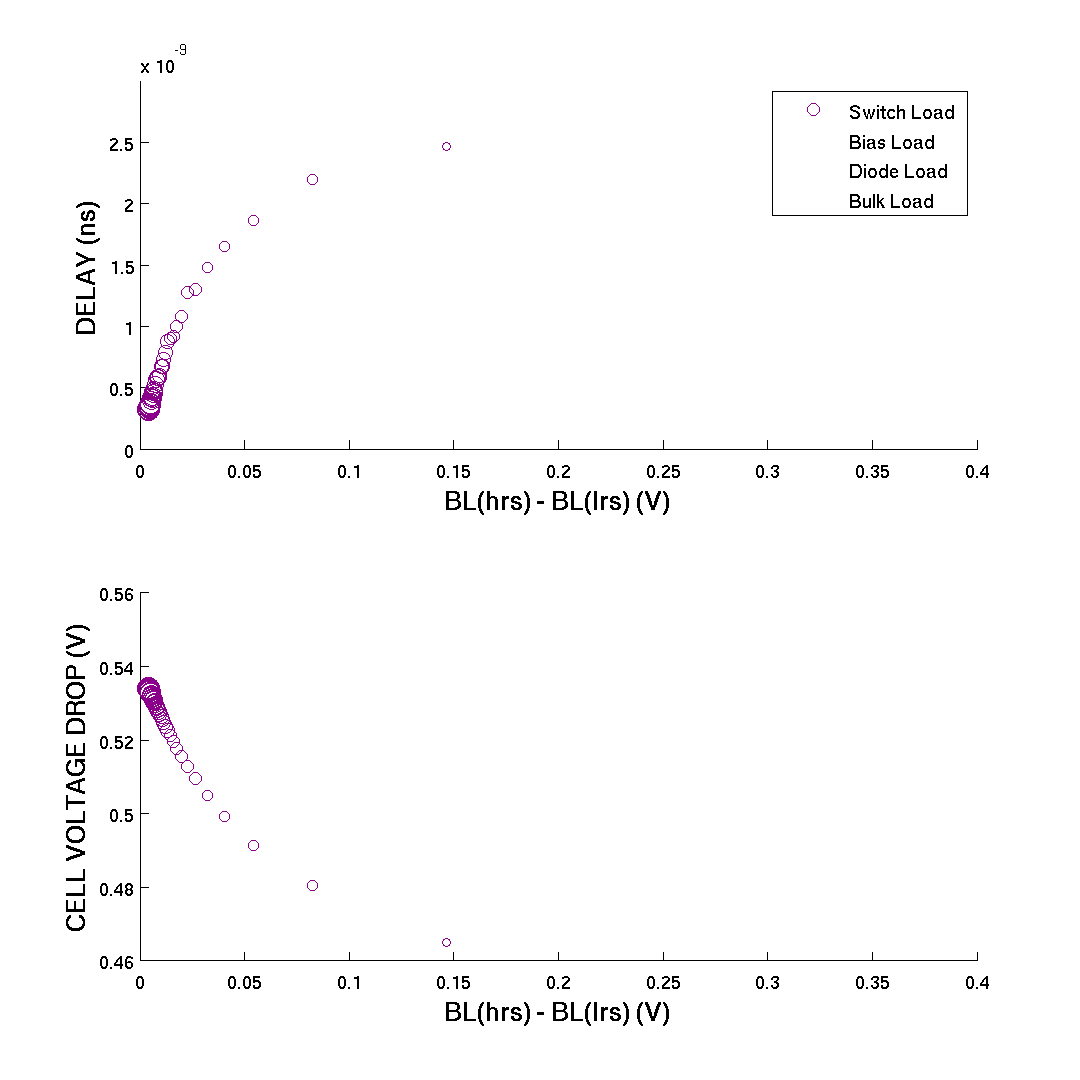 x 10^-9
2.5
2
1.5
1
0.5
0
DELAY (ns)
Switch Load
Bias Load
Diode Load
Bulk Load
0 0.05 0.1 0.15 0.2 0.25 0.3 0.35 0.4
BL(hrs) - BL(lrs) (V)
0.56
0.54
0.52
0.5
0.48
0.46
CELL VOLTAGE DROP (V)
0 0.05 0.1 0.15 0.2 0.25 0.3 0.35 0.4
BL(hrs) - BL(lrs) (V)